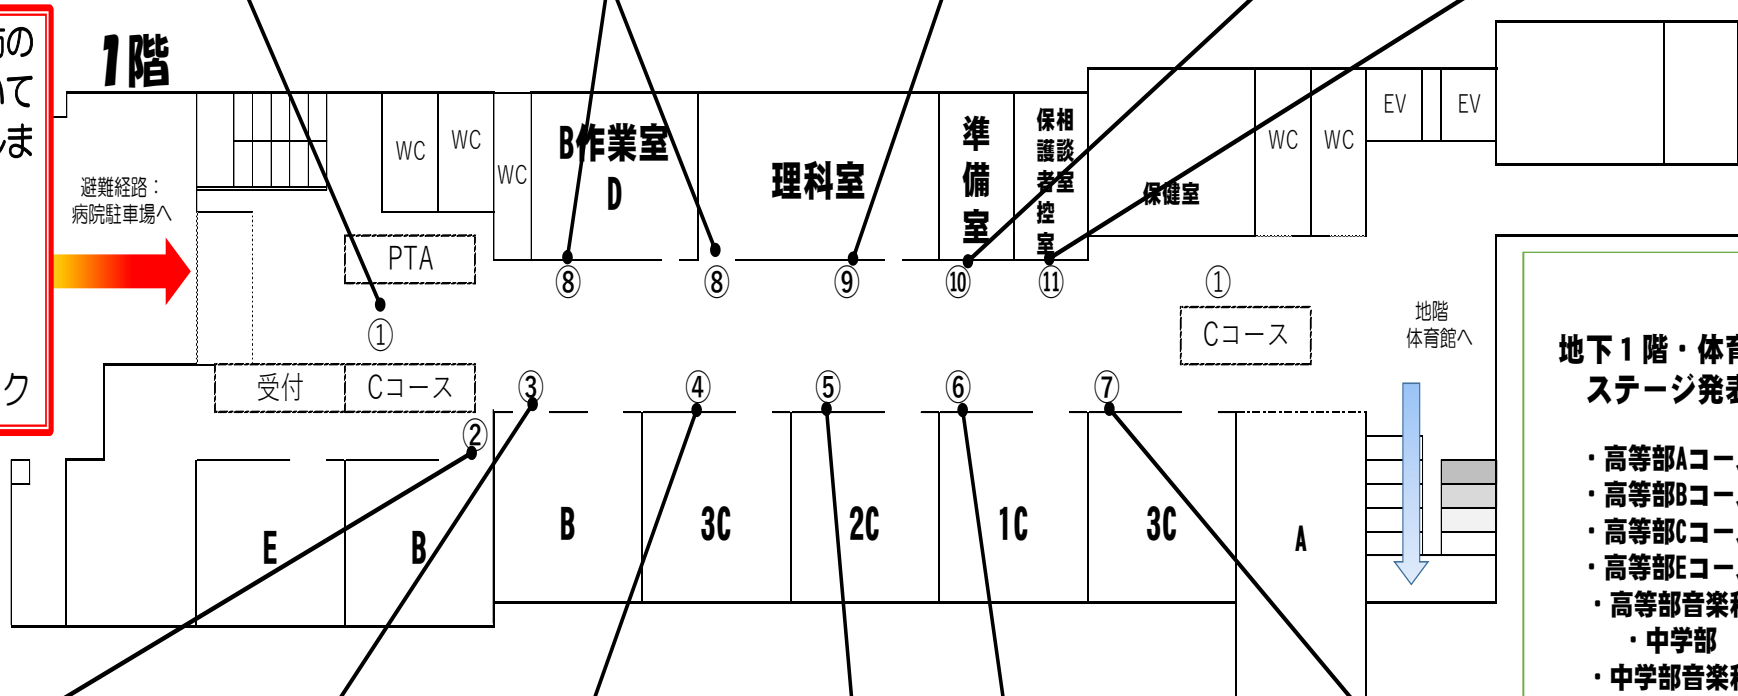 1階
の
いて
ま
ク
避難経路：
病院駐車場へ
WC
WC
WC
B作業室
D
理科室
準備室
保護者控室
相談室
保健室
WC
WC
EV
EV
PTA
⑧
⑧
⑨
⑩
⑪
①
①
Cコース
地階
体育館へ
受付
Cコース
②
③
④
⑤
⑥
⑦
E
B
B
3C
2C
1C
3C
A
地下１階・体育
ステージ発表
・高等部Aコー
・高等部Bコー
・高等部Cコー
・高等部Eコー
・高等部音楽科
・中学部
・中学部音楽科